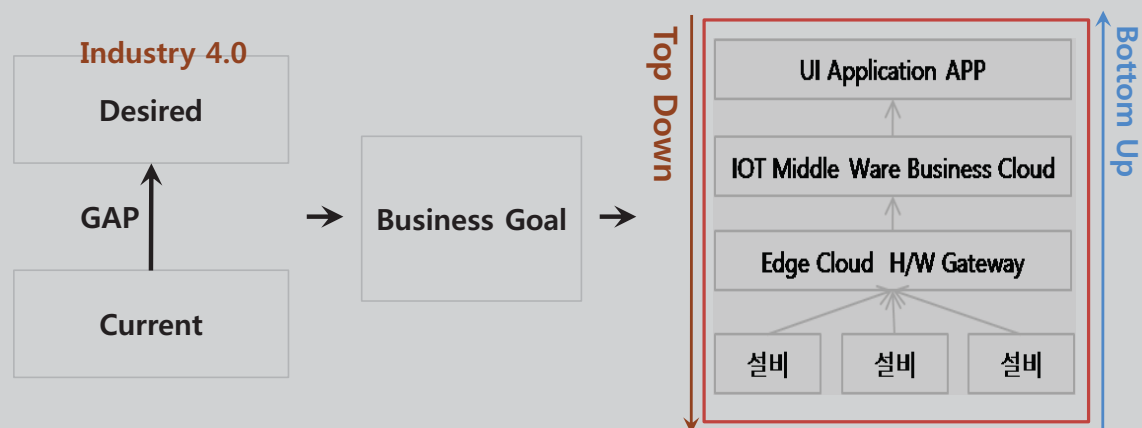 Industry 4.0
Desired
GAP
Current
Business Goal
Top Down
UI Application APP
IOT Middle Ware Business Cloud
Edge Cloud H/W Gateway
설비
설비
설비
Bottom Up